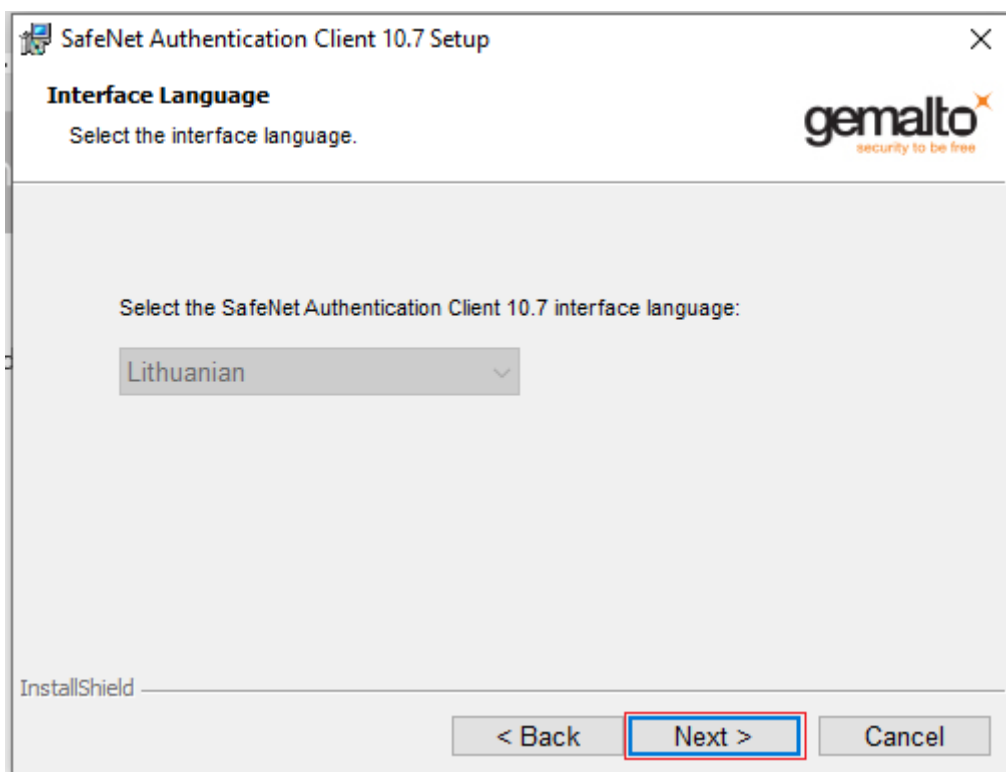 SafeNet Authentication Client 10.7 Setup
Interface Language
Select the interface language.
gemalto
security to be free
Select the SafeNet Authentication Client 10.7 interface language:
Lithuanian
InstallShield
< Back
Next >
Cancel